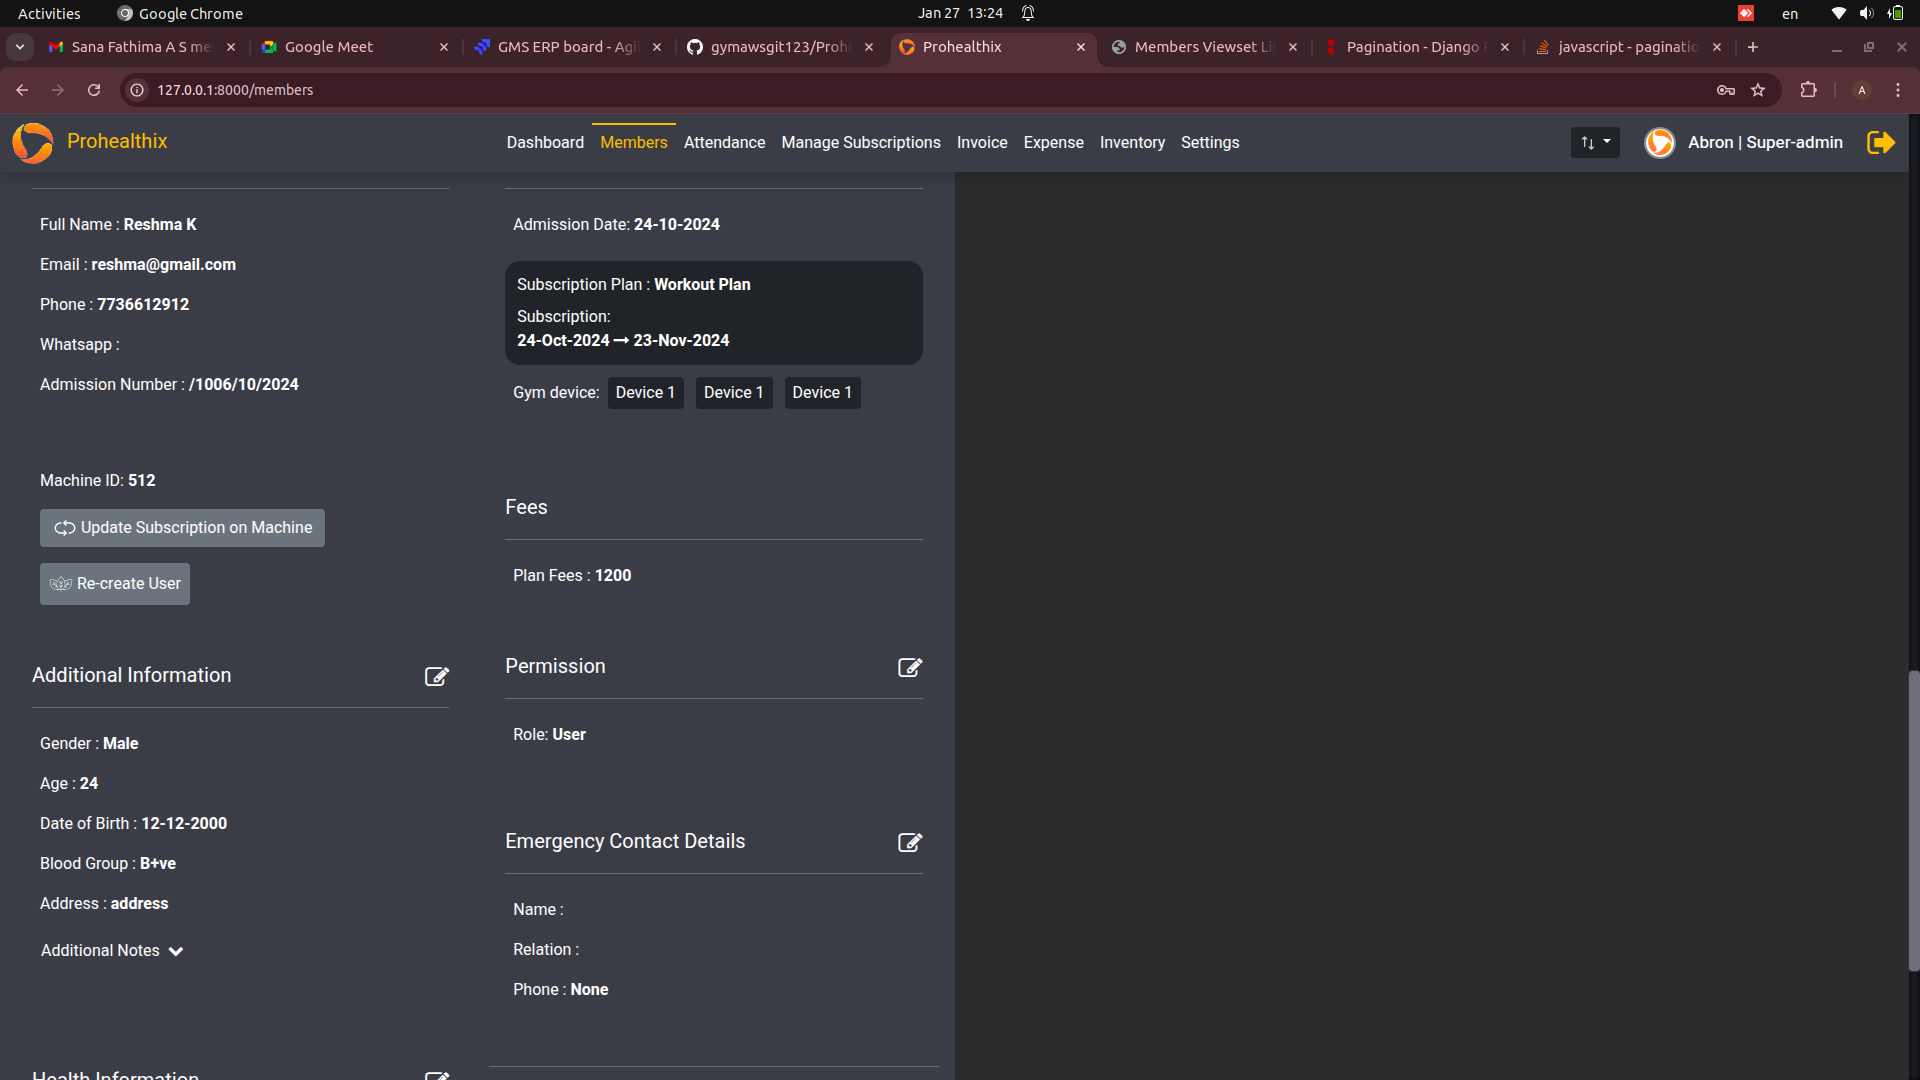 Activities
Google Chrome
Jan 27 13:24
en
Sana Fathima A S me
Google Meet
GMS ERP board - Agil
gymawsgit123/Prohe
Prohealthix
Members Viewset Lis
Pagination - Django R
javascript - paginatio
127.0.0.1:8000/members
A
Prohealthix
Dashboard
Members
Attendance
Manage Subscriptions
Invoice
Expense
Inventory
Settings
Abron | Super-admin
Full Name : Reshma K
Email : reshma@gmail.com
Phone : 7736612912
Whatsapp :
Admission Number : /1006/10/2024
Machine ID: 512
Update Subscription on Machine
Re-create User
Additional Information
Gender : Male
Age : 24
Date of Birth : 12-12-2000
Blood Group : B+ve
Address : address
Additional Notes
Health Information
Admission Date: 24-10-2024
Subscription Plan : Workout Plan
Subscription:
24-Oct-2024 → 23-Nov-2024
Gym device: Device 1 Device 1 Device 1
Fees
Plan Fees : 1200
Permission
Role: User
Emergency Contact Details
Name :
Relation :
Phone : None